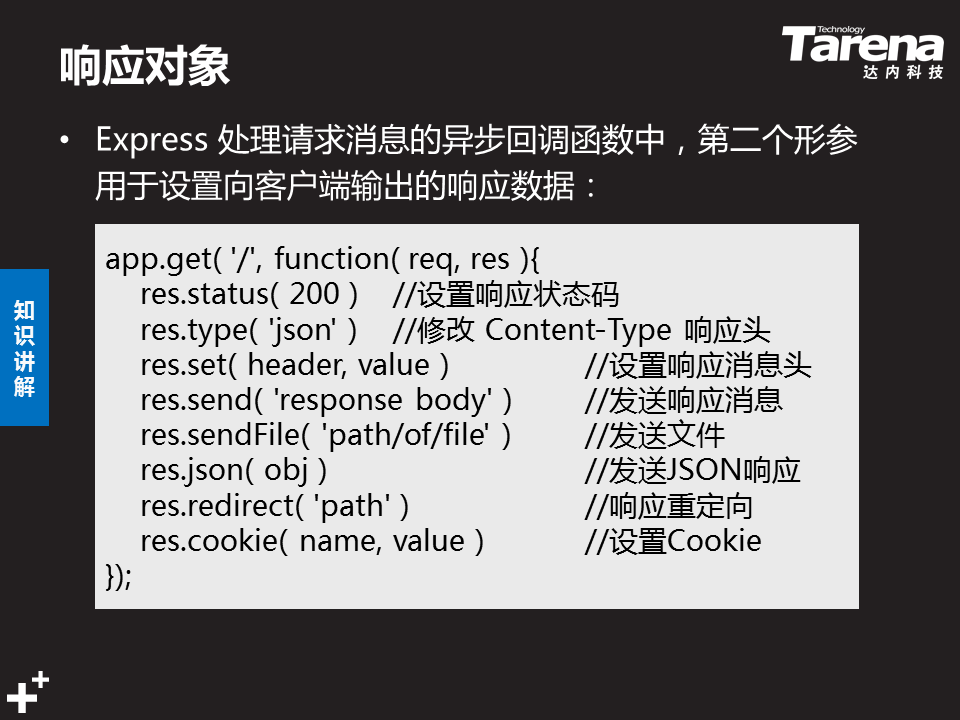 响应对象
Technology
Tarena
达内科技
• Express 处理请求消息的异步回调函数中，第二个形参
用于设置向客户端输出的响应数据：
知识讲解
app.get( '/', function( req, res ){
res.status( 200 ) //设置响应状态码
res.type( 'json' ) //修改 Content-Type 响应头
res.set( header, value ) //设置响应消息头
res.send( 'response body' ) //发送响应消息
res.sendFile( 'path/of/file' ) //发送文件
res.json( obj ) //发送JSON响应
res.redirect( 'path' ) //响应重定向
res.cookie( name, value ) //设置Cookie
});